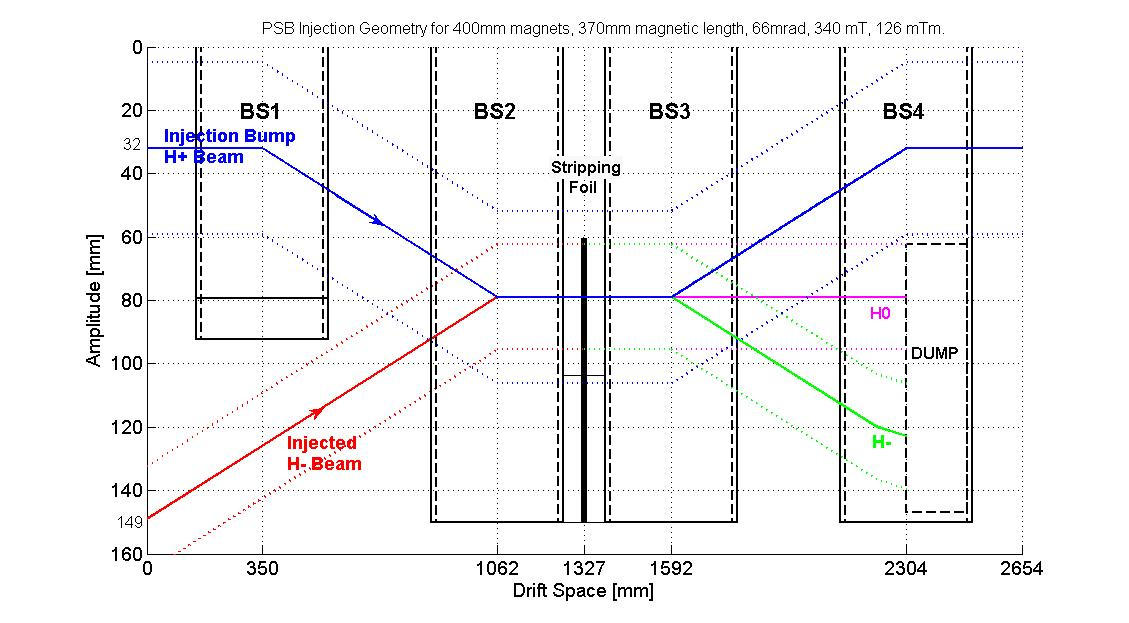 PSB Injection Geometry for 400mm magnets, 370mm magnetic length, 66mrad, 340 mT, 126 mTm.
0
20
32
40
60
80
100
120
140
149
160
Amplitude [mm]
BS1
BS2
BS3
BS4
Injection Bump
H+ Beam
Stripping
Foil
H0
DUMP
H-
Injected
H- Beam
0
350
1062
1327
1592
2304
2654
Drift Space [mm]